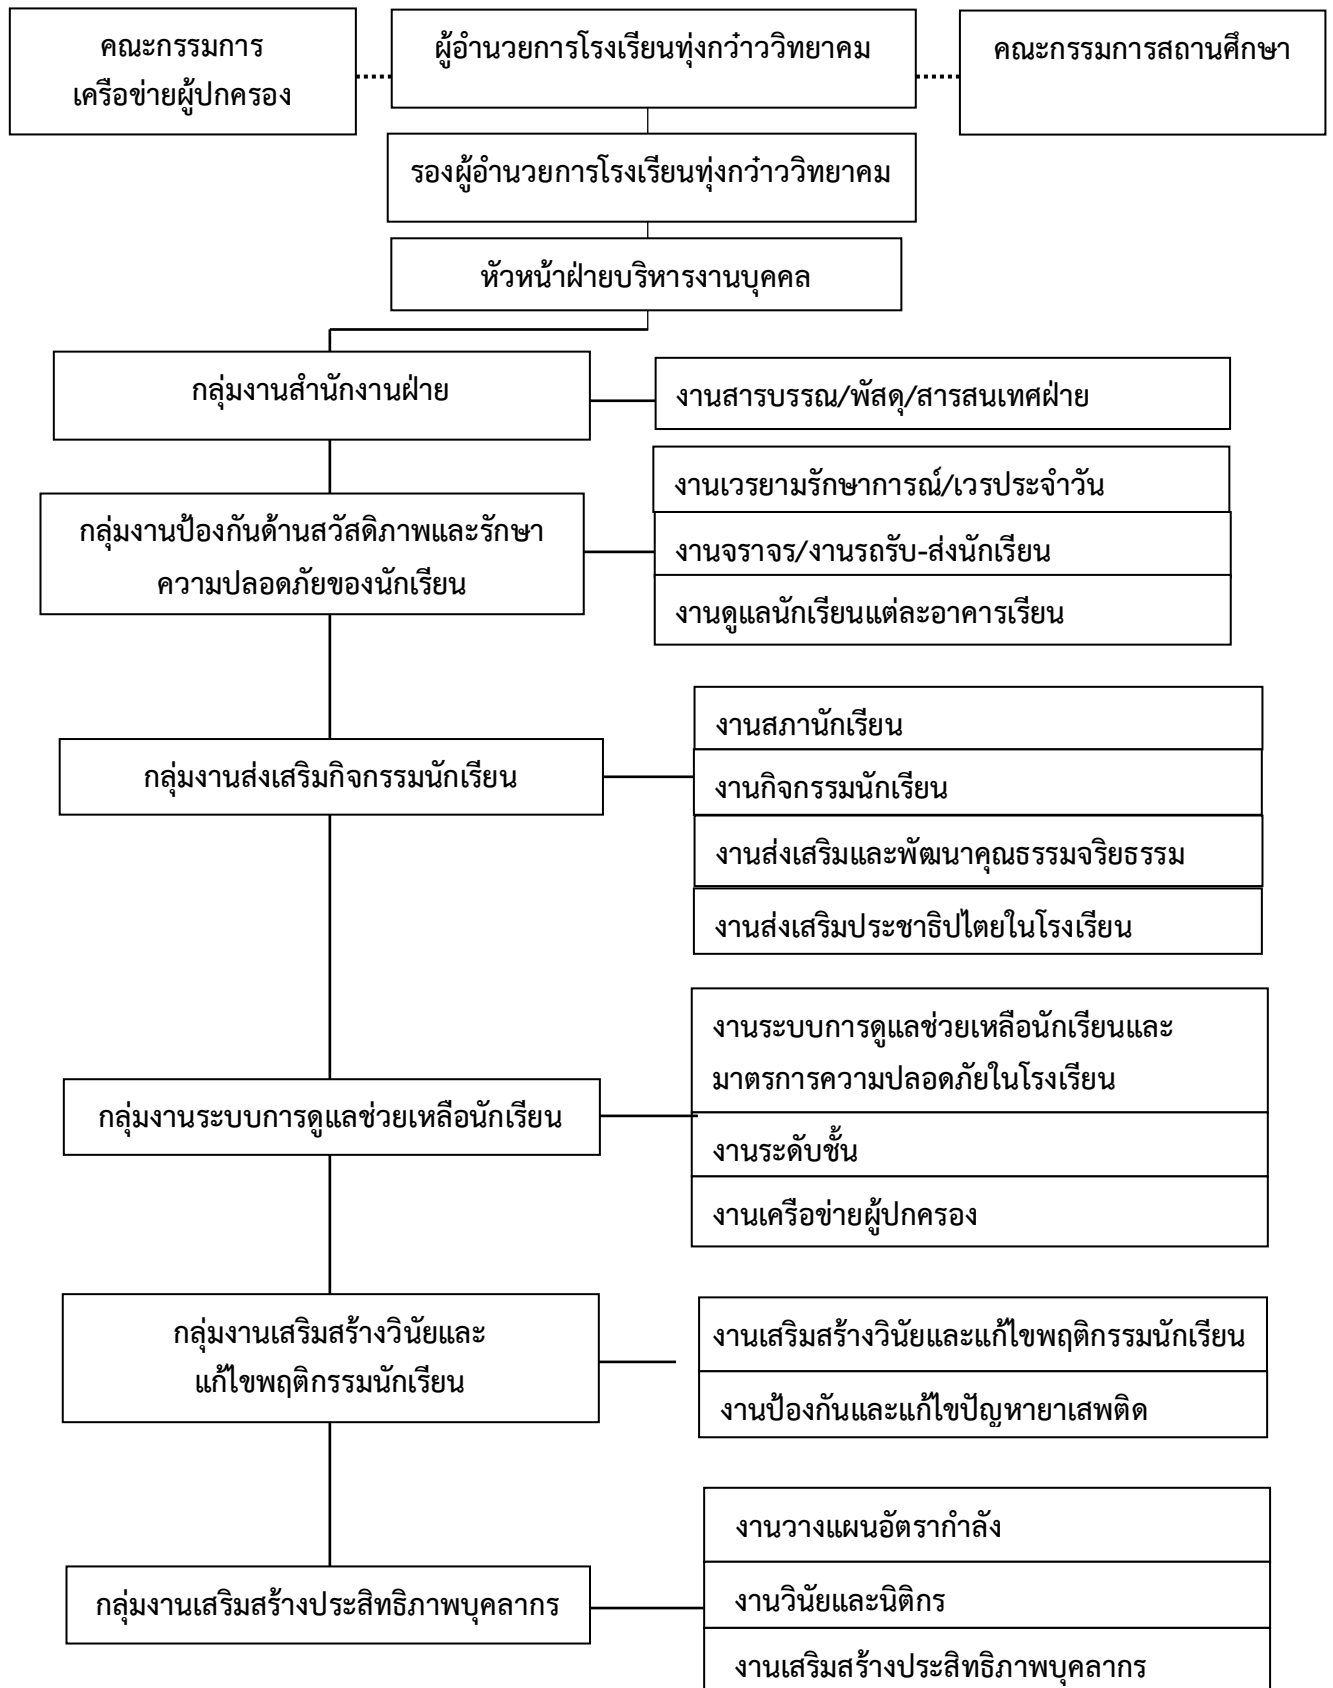 คณะกรรมการ
เครือข่ายผู้ปกครอง
ผู้อำนวยการโรงเรียนทุ่งกว๋าววิทยาคม
คณะกรรมการสถานศึกษา
รองผู้อำนวยการโรงเรียนทุ่งกว๋าววิทยาคม
หัวหน้าฝ่ายบริหารงานบุคคล
กลุ่มงานสำนักงานฝ่าย
งานสารบรรณ/พัสดุ/สารสนเทศฝ่าย
กลุ่มงานป้องกันด้านสวัสดิภาพและรักษา
ความปลอดภัยของนักเรียน
งานเวรยามรักษาการณ์/เวรประจำวัน
งานจราจร/งานรถรับ-ส่งนักเรียน
งานดูแลนักเรียนแต่ละอาคารเรียน
กลุ่มงานส่งเสริมกิจกรรมนักเรียน
งานสภานักเรียน
งานกิจกรรมนักเรียน
งานส่งเสริมและพัฒนาคุณธรรมจริยธรรม
งานส่งเสริมประชาธิปไตยในโรงเรียน
กลุ่มงานระบบการดูแลช่วยเหลือนักเรียน
งานระบบการดูแลช่วยเหลือนักเรียนและ
มาตรการความปลอดภัยในโรงเรียน
งานระดับชั้น
งานเครือข่ายผู้ปกครอง
กลุ่มงานเสริมสร้างวินัยและ
แก้ไขพฤติกรรมนักเรียน
งานเสริมสร้างวินัยและแก้ไขพฤติกรรมนักเรียน
งานป้องกันและแก้ไขปัญหายาเสพติด
กลุ่มงานเสริมสร้างประสิทธิภาพบุคลากร
งานวางแผนอัตรากำลัง
งานวินัยและนิติกร
งานเสริมสร้างประสิทธิภาพบุคลากร